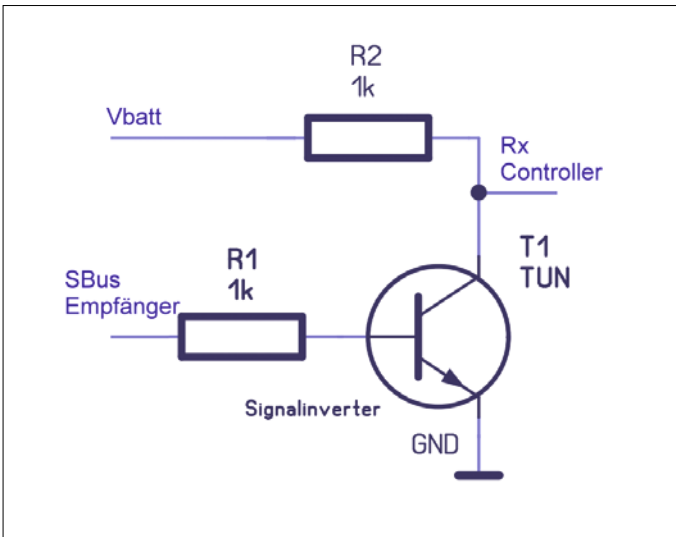 R2
1k
Vbatt
Rx
Controller
T1
TUN
R1
1k
SBus
Empfänger
Signalinverter
GND